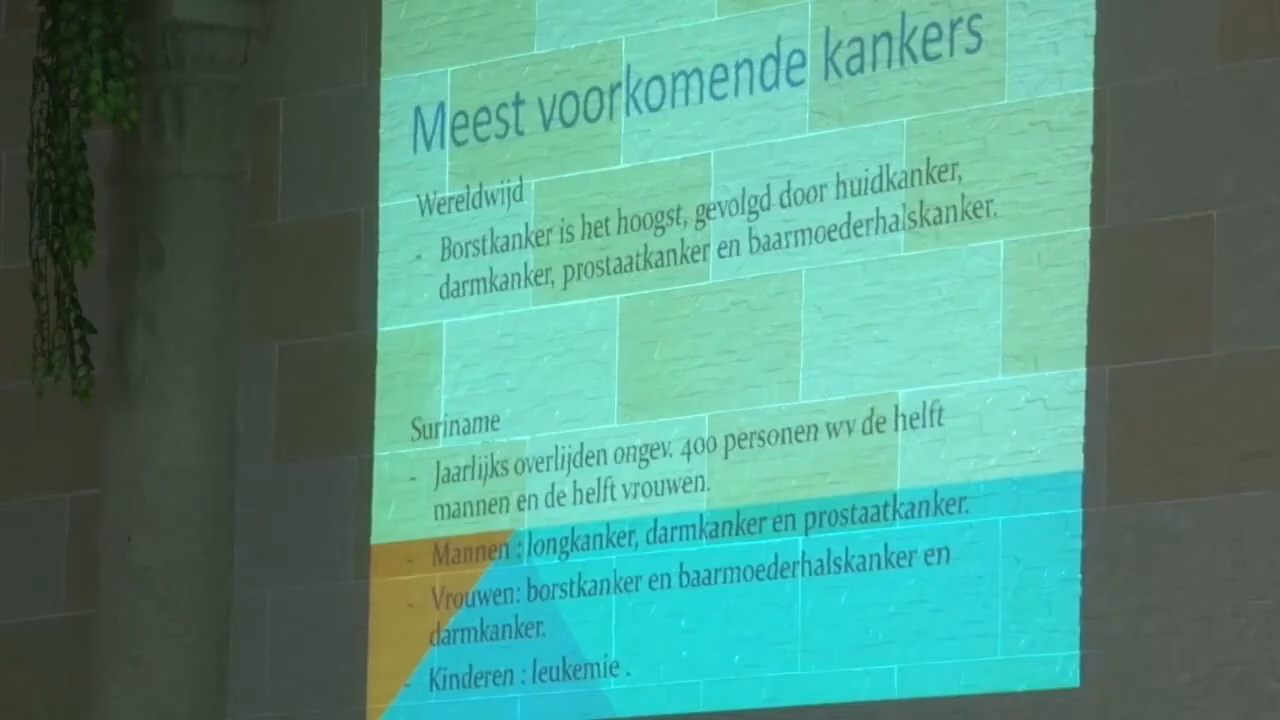 Meest voorkomende kankers
Wereldwijd
- Borstkanker is het hoogst, gevolgd door huidkanker,
darmkanker, prostaatkanker en baarmoederhalskanker.
Suriname
- Jaarlijks overlijden ongev. 400 personen wv de helft
mannen en de helft vrouwen.
- Mannen : longkanker, darmkanker en prostaatkanker.
- Vrouwen: borstkanker en baarmoederhalskanker en
darmkanker.
- Kinderen : leukemie .